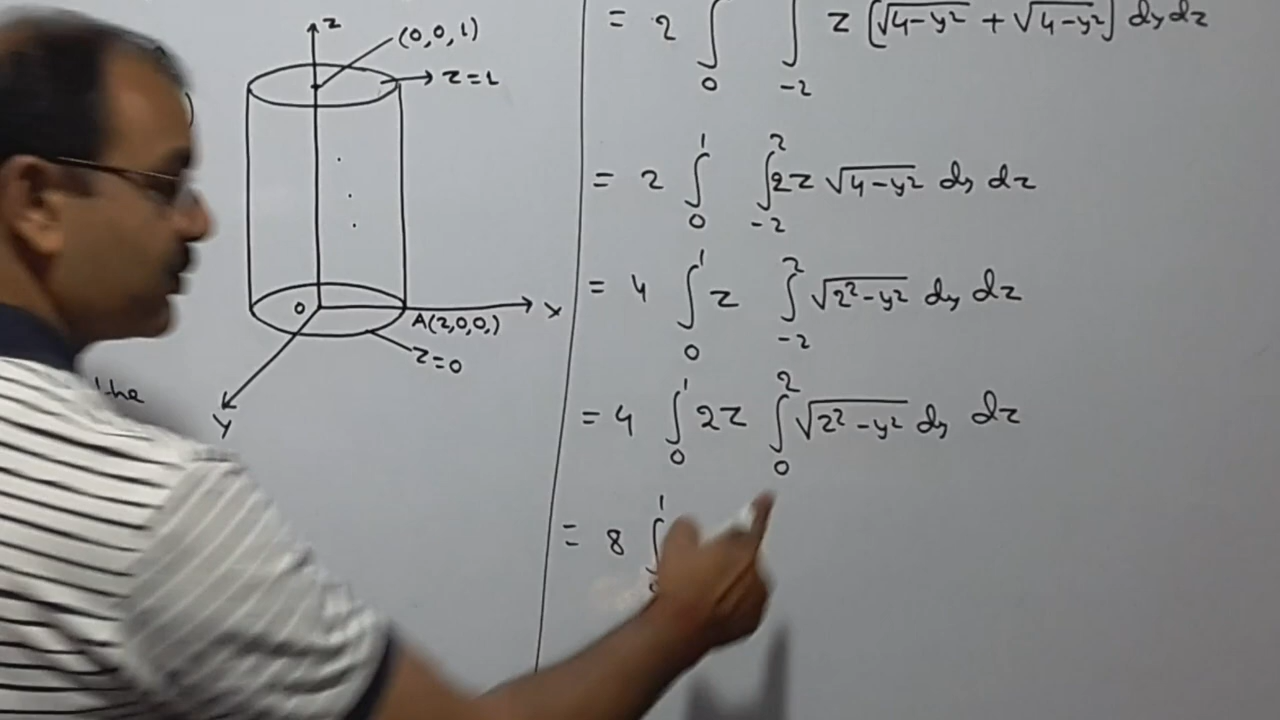 z
(0,0,1)
z=1
)
O
A(2,0,0,)
x
z=0
the
y
= 2 ∫₀ ∫₋₂ z [√4-y² + √4-y²] dy dz
= 2 ∫₀¹ ∫₋₂² 2z √4-y² dy dz
= 4 ∫₀¹ z ∫₋₂² √2²-y² dy dz
= 4 ∫₀¹ 2z ∫₀² √2²-y² dy dz
= 8 ∫₀¹